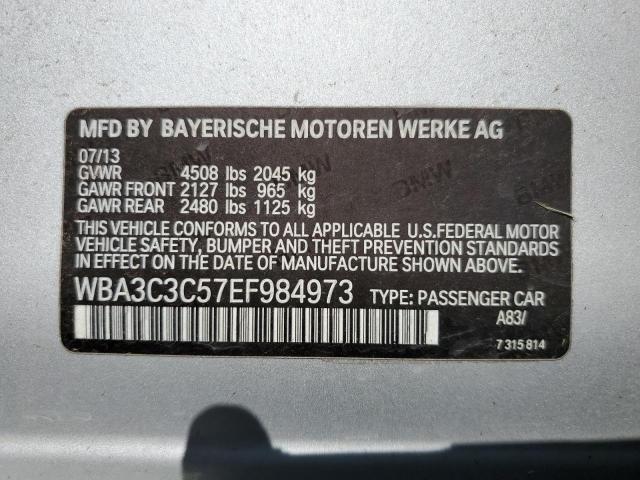 MFD BY BAYERISCHE MOTOREN WERKE AG
07/13
GVWR 4508 lbs 2045 kg
GAWR FRONT 2127 lbs 965 kg
GAWR REAR 2480 lbs 1125 kg
THIS VEHICLE CONFORMS TO ALL APPLICABLE U.S.FEDERAL MOTOR
VEHICLE SAFETY, BUMPER AND THEFT PREVENTION STANDARDS
IN EFFECT ON THE DATE OF MANUFACTURE SHOWN ABOVE.
WBA3C3C57EF984973 TYPE: PASSENGER CAR
A83/
7 315 814